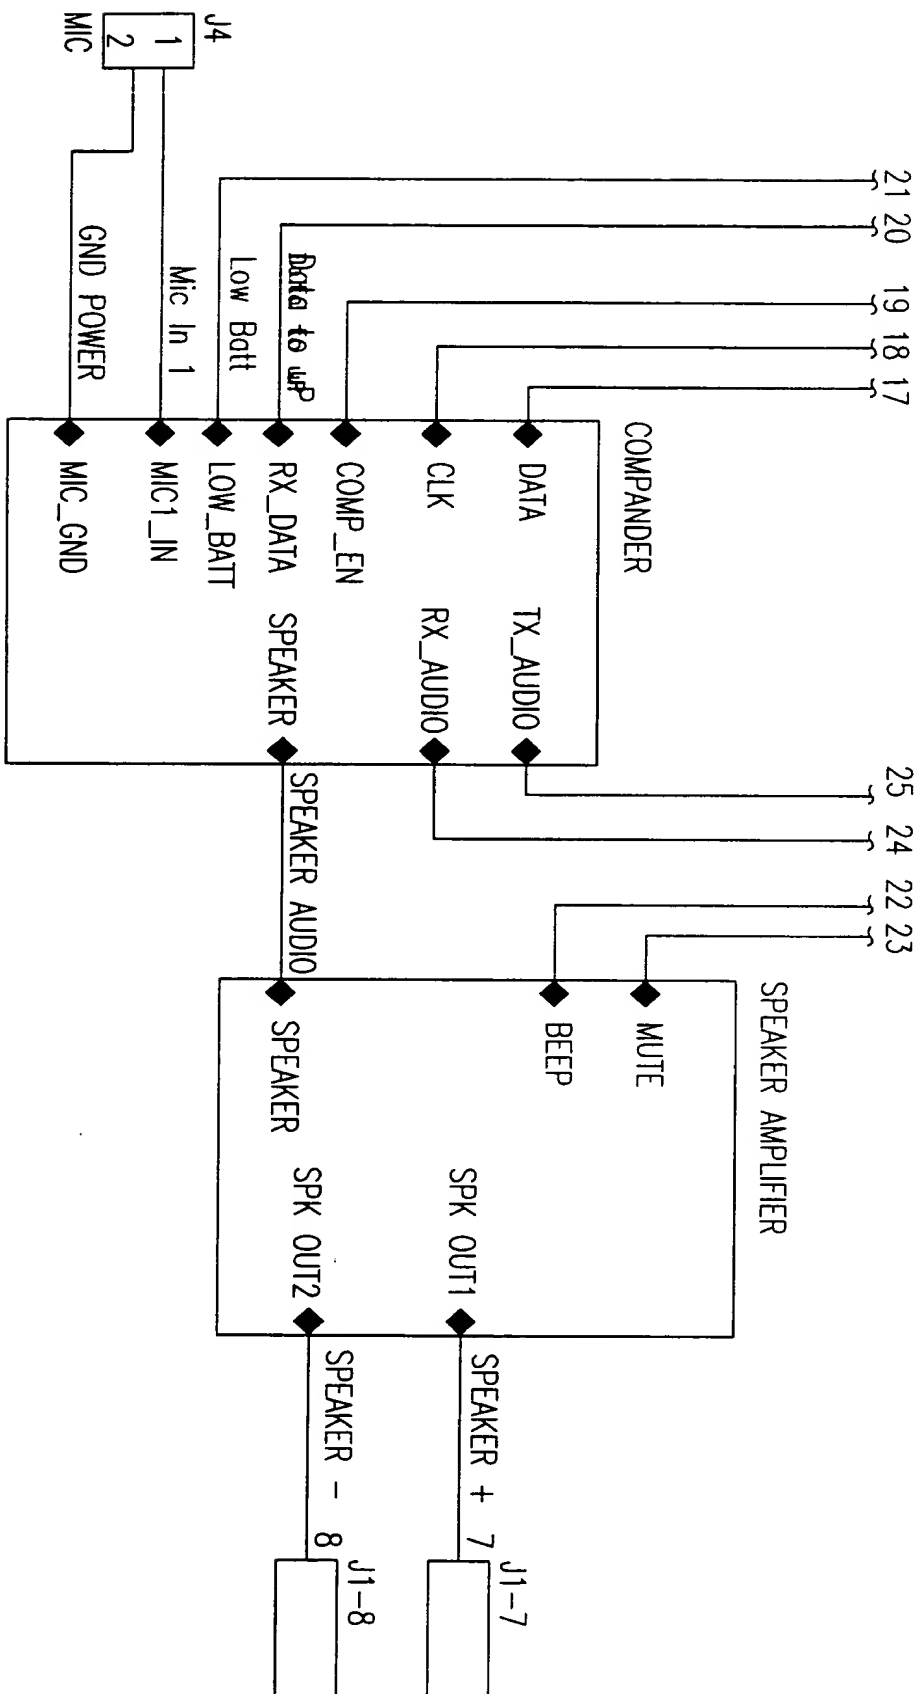 21
20
19
18
17
25
24
22
23
J4
1
2
MIC
GND POWER
Mic In 1
Low Batt
Data to uP
COMPANDER
DATA
CLK
COMP_EN
RX_DATA
LOW_BATT
MIC1_IN
MIC_GND
TX_AUDIO
RX_AUDIO
SPEAKER
SPEAKER AUDIO
SPEAKER AMPLIFIER
MUTE
BEEP
SPEAKER
SPK OUT1
SPK OUT2
SPEAKER + 7
J1-7
SPEAKER - 8
J1-8